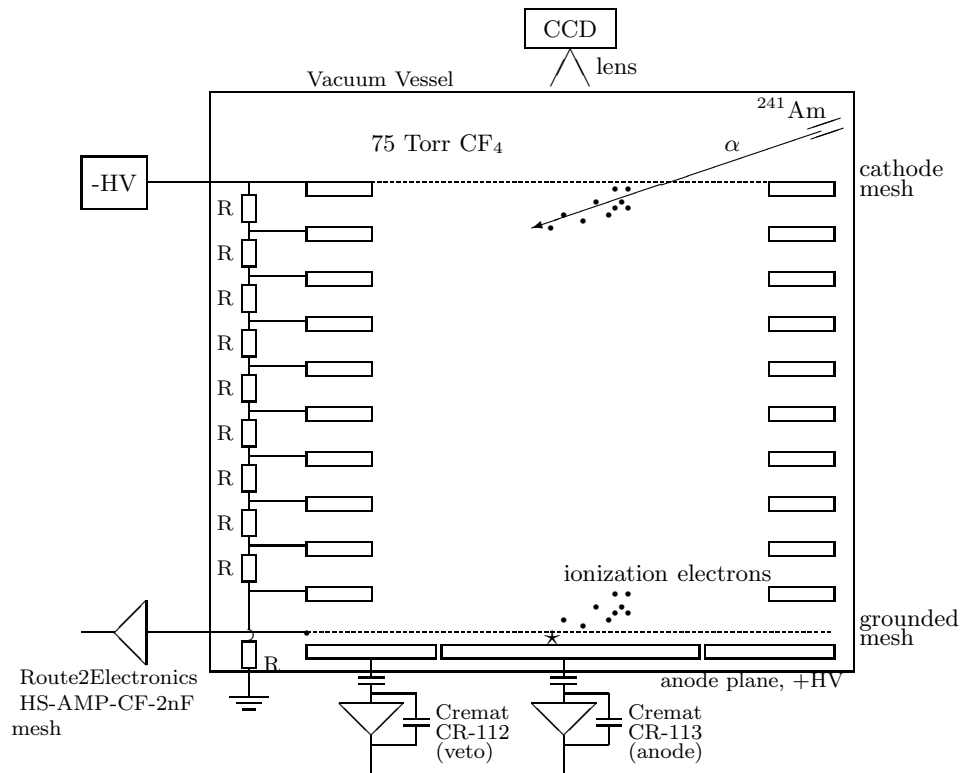 CCD
lens
Vacuum Vessel
241Am
75 Torr CF4
α
-HV
cathode
mesh
R
R
R
R
R
R
R
R
R
ionization electrons
grounded
mesh
R
Route2Electronics
HS-AMP-CF-2nF
mesh
anode plane, +HV
Cremat
CR-112
(veto)
Cremat
CR-113
(anode)